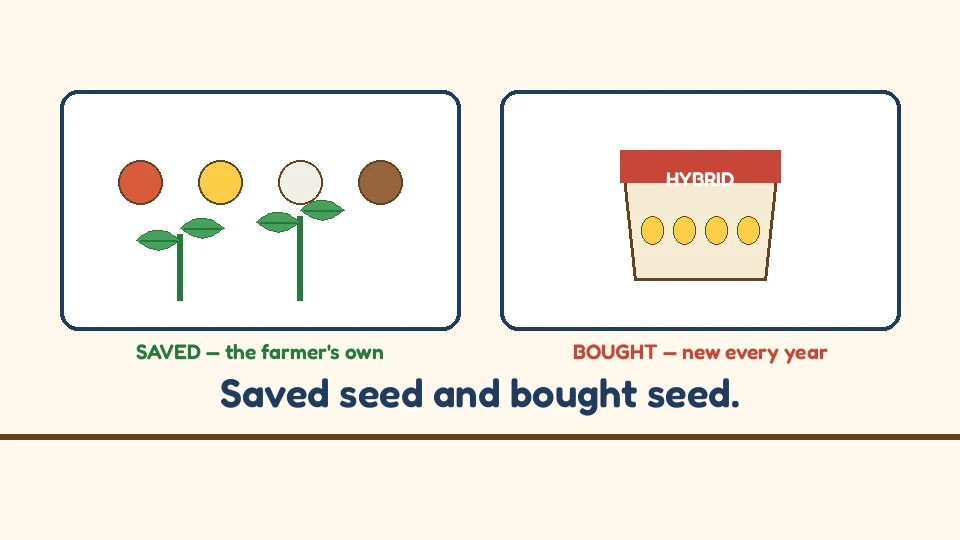 HYBRID
SAVED — the farmer's own
BOUGHT — new every year
Saved seed and bought seed.